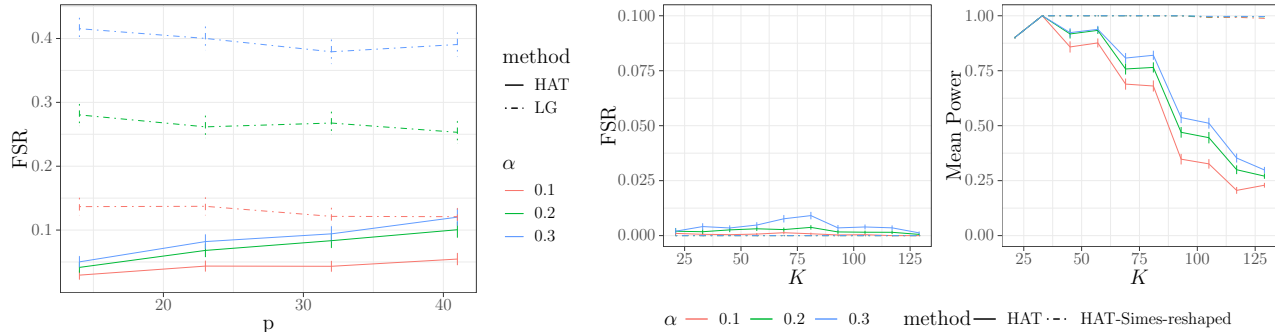 FSR
0.4
0.3
0.2
0.1
20
30
40
p
method
HAT
LG
α
0.1
0.2
0.3
FSR
0.100
0.075
0.050
0.025
0.000
25
50
75
100
125
K
Mean Power
1.00
0.75
0.50
0.25
0.00
25
50
75
100
125
K
α 0.1 0.2 0.3 method HAT HAT-Simes-reshaped